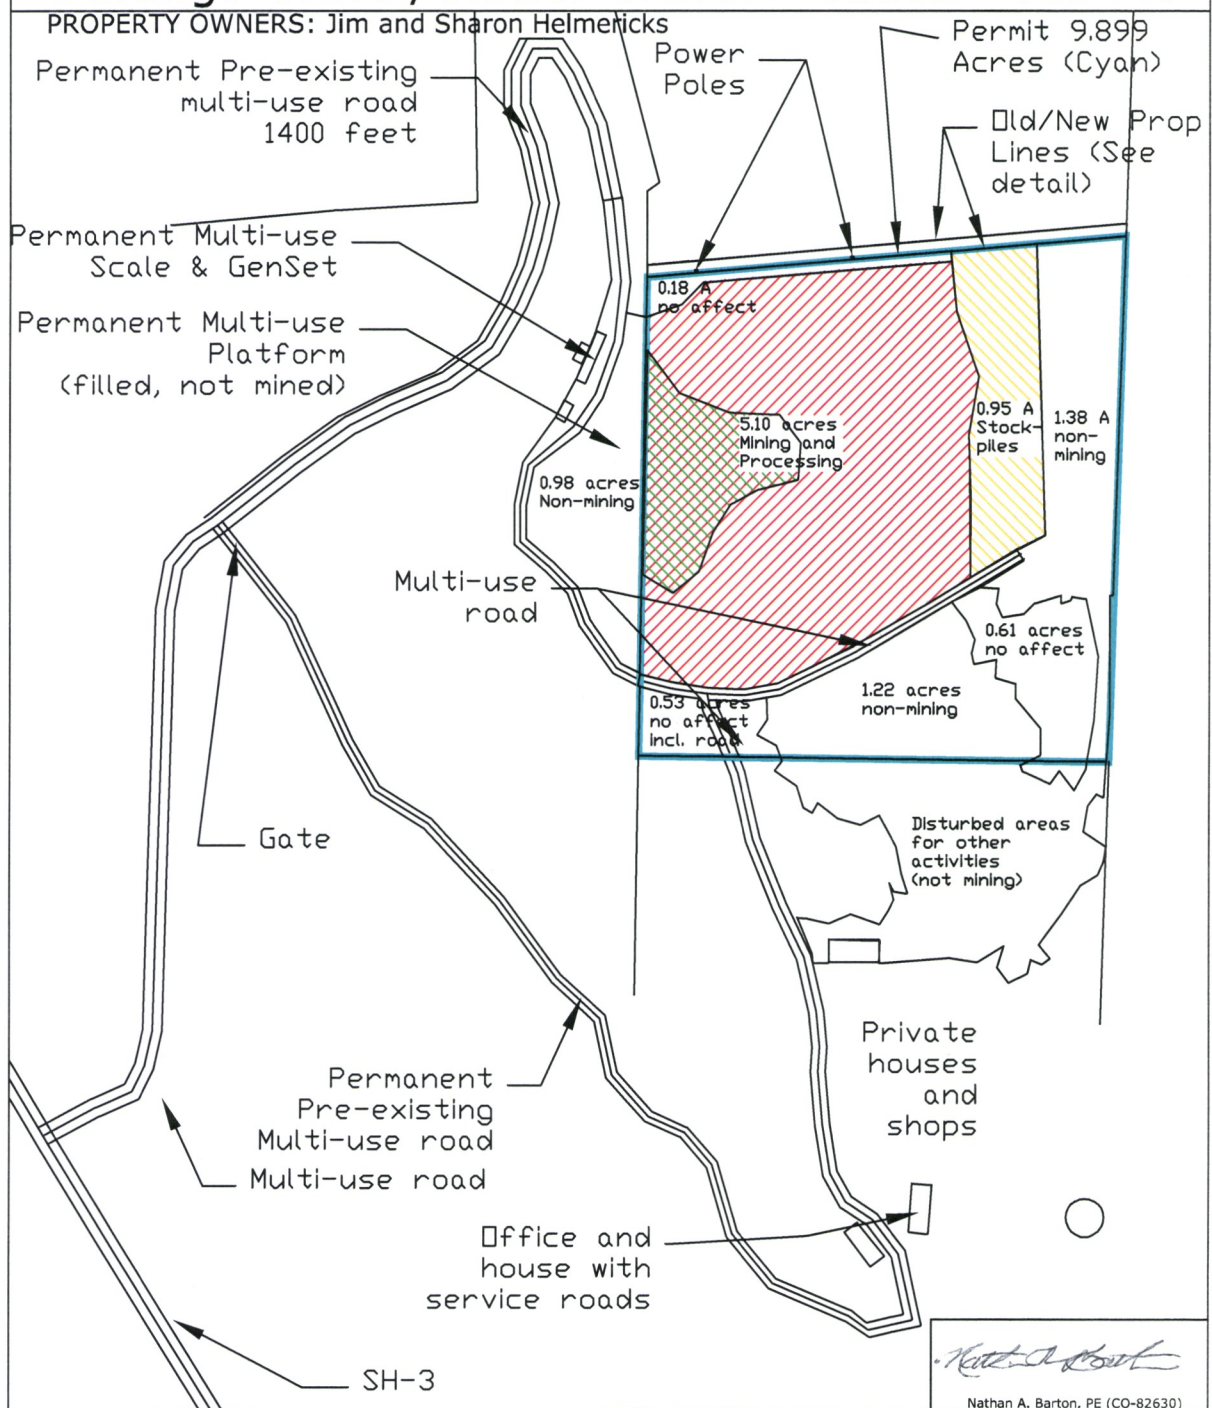 PROPERTY OWNERS: Jim and Sharon Helmericks
Permanent Pre-existing
multi-use road
1400 feet
Power
Poles
Permit 9.899
Acres (Cyan)
Old/New Prop
Lines (See
detail)
Permanent Multi-use
Scale & GenSet
Permanent Multi-use
Platform
(filled, not mined)
0.18 A
no affect
5.10 acres
Mining and
Processing
0.95 A
Stock-
piles
1.38 A
non-
mining
0.98 acres
Non-mining
Multi-use
road
0.61 acres
no affect
1.22 acres
non-mining
0.53 acres
no affect
incl. road
Gate
Disturbed areas
for other
activities
(not mining)
Private
houses
and
shops
Permanent
Pre-existing
Multi-use road
Multi-use road
Office and
house with
service roads
SH-3
Nathan A. Barton, PE (CO-82630)